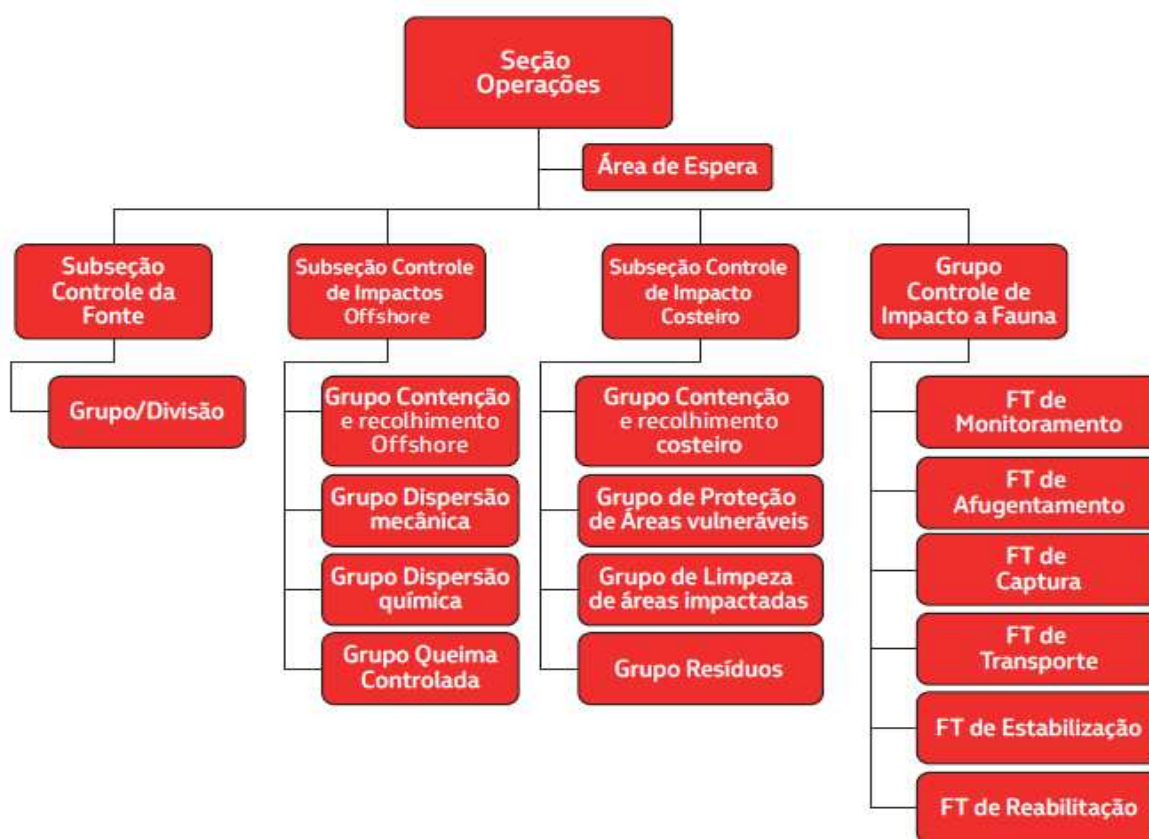 Seção
Operações
Área de Espera
Subseção
Controle da
Fonte
Grupo/Divisão
Subseção Controle
de Impactos
Offshore
Grupo Contenção
e recolhimento
Offshore
Grupo Dispersão
mecânica
Grupo Dispersão
química
Grupo Queima
Controlada
Subseção Controle
de Impacto
Costeiro
Grupo Contenção
e recolhimento
costeiro
Grupo de Proteção
de Áreas vulneráveis
Grupo de Limpeza
de áreas impactadas
Grupo Resíduos
Grupo
Controle de
Impacto a Fauna
FT de
Monitoramento
FT de
Afugentamento
FT de
Captura
FT de
Transporte
FT de Estabilização
FT de Reabilitação